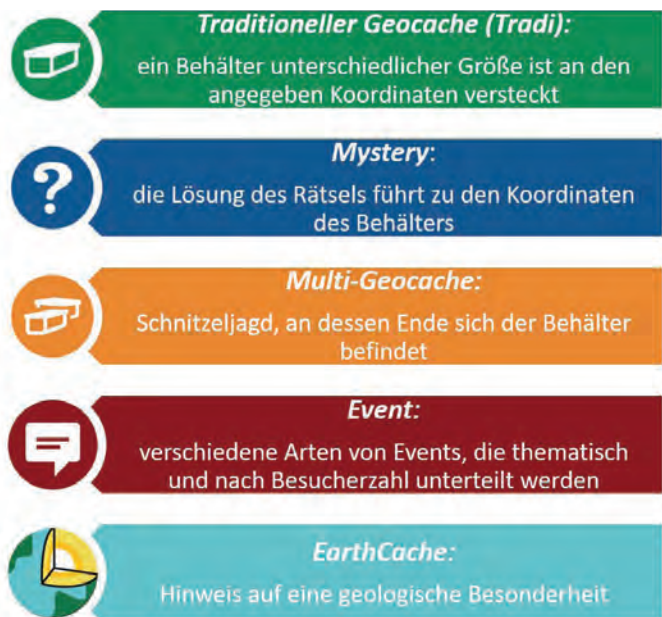 Traditioneller Geocache (Tradi):
ein Behälter unterschiedlicher Größe ist an den
angegeben Koordinaten versteckt
?
Mystery:
die Lösung des Rätsels führt zu den Koordinaten
des Behälters
Multi-Geocache:
Schnitzeljagd, an dessen Ende sich der Behälter
befindet
Event:
verschiedene Arten von Events, die thematisch
und nach Besucherzahl unterteilt werden
EarthCache:
Hinweis auf eine geologische Besonderheit